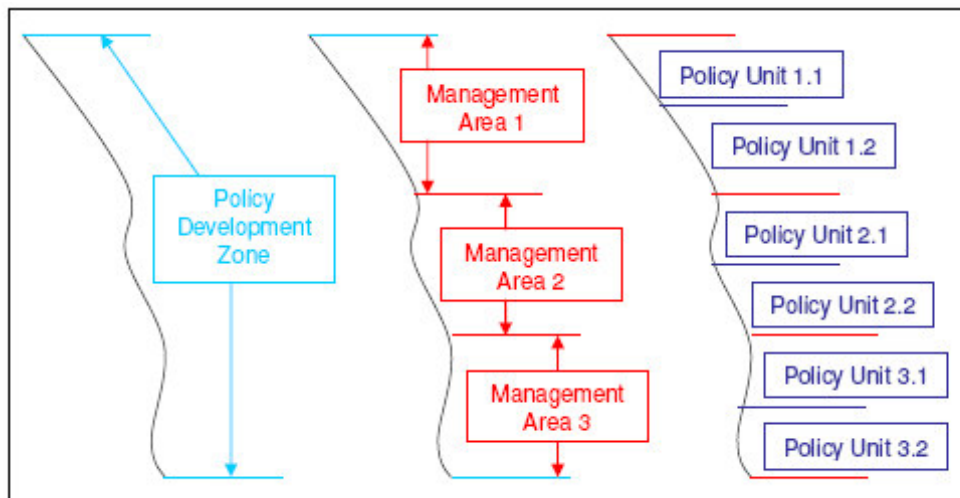 Policy
Development
Zone
Management
Area 1
Management
Area 2
Management
Area 3
Policy Unit 1.1
Policy Unit 1.2
Policy Unit 2.1
Policy Unit 2.2
Policy Unit 3.1
Policy Unit 3.2